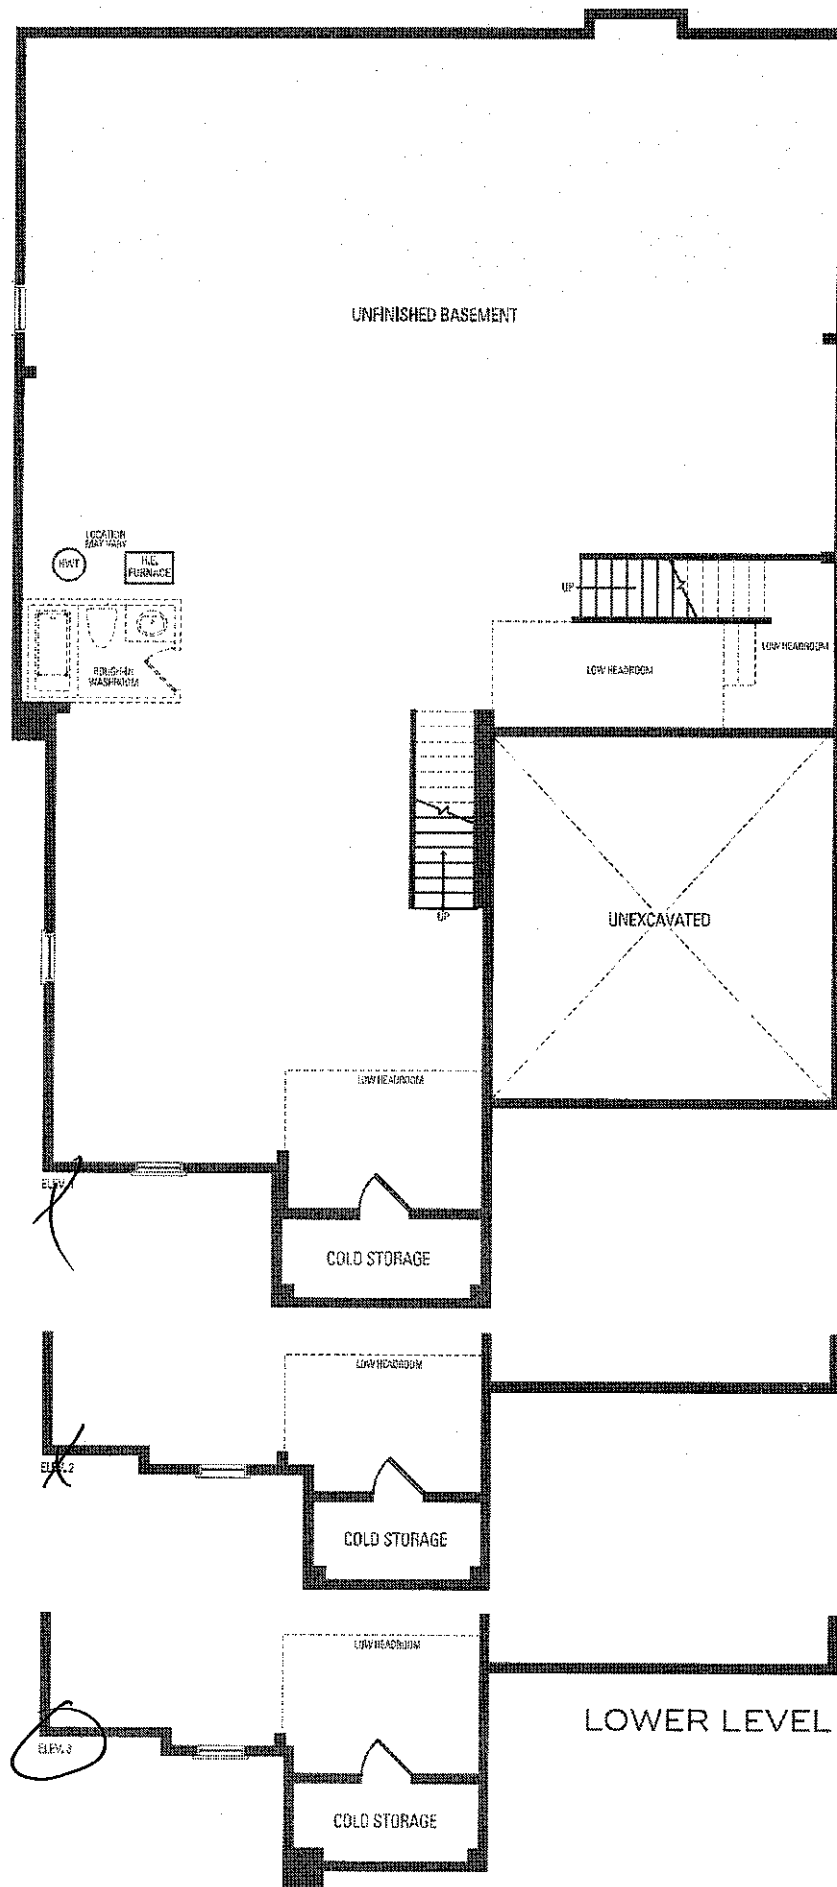 UNFINISHED BASEMENT
LOCATION
MAY VARY
HWT
H.E.
FURNACE
UP
ROUGH-IN
WASHROOM
LOW HEADROOM
LOW HEADROOM
UP
UNEXCAVATED
LOW HEADROOM
ELEV. 1
COLD STORAGE
LOW HEADROOM
ELEV. 2
COLD STORAGE
LOW HEADROOM
ELEV. 3
LOWER LEVEL
COLD STORAGE